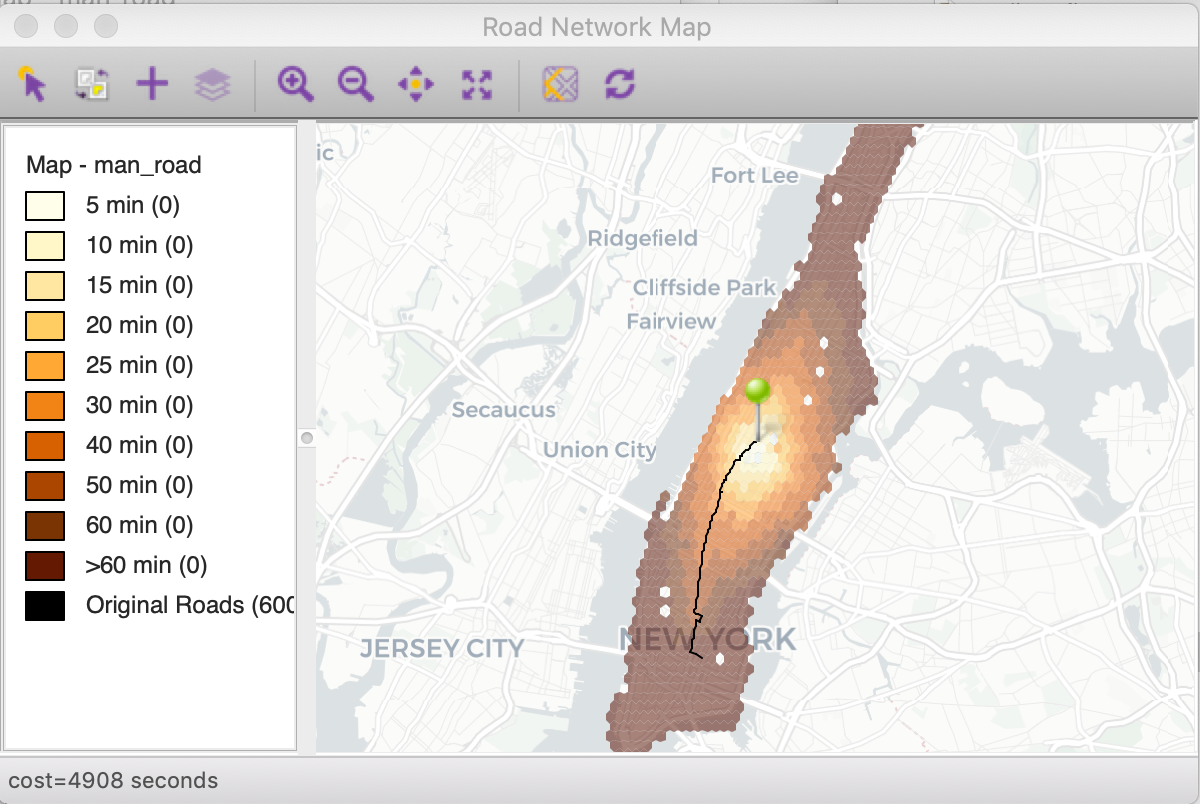 Road Network Map
Map - man_road
5 min (0)
10 min (0)
15 min (0)
20 min (0)
25 min (0)
30 min (0)
40 min (0)
50 min (0)
60 min (0)
>60 min (0)
Original Roads (600
ic
Fort Lee
Ridgefield
Cliffside Park
Fairview
Secaucus
Union City
NEW YORK
JERSEY CITY
cost=4908 seconds